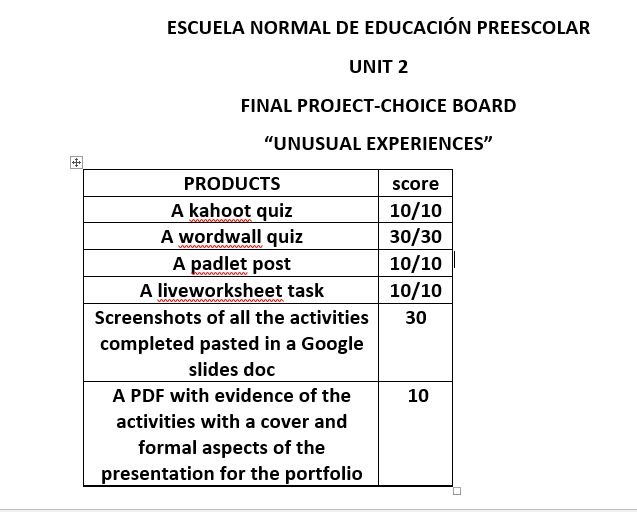 ESCUELA NORMAL DE EDUCACIÓN PREESCOLAR
UNIT 2
FINAL PROJECT-CHOICE BOARD
“UNUSUAL EXPERIENCES”
PRODUCTS score
A kahoot quiz 10/10
A wordwall quiz 30/30
A padlet post 10/10
A liveworksheet task 10/10
Screenshots of all the activities 30
completed pasted in a Google
slides doc
A PDF with evidence of the 10
activities with a cover and
formal aspects of the
presentation for the portfolio